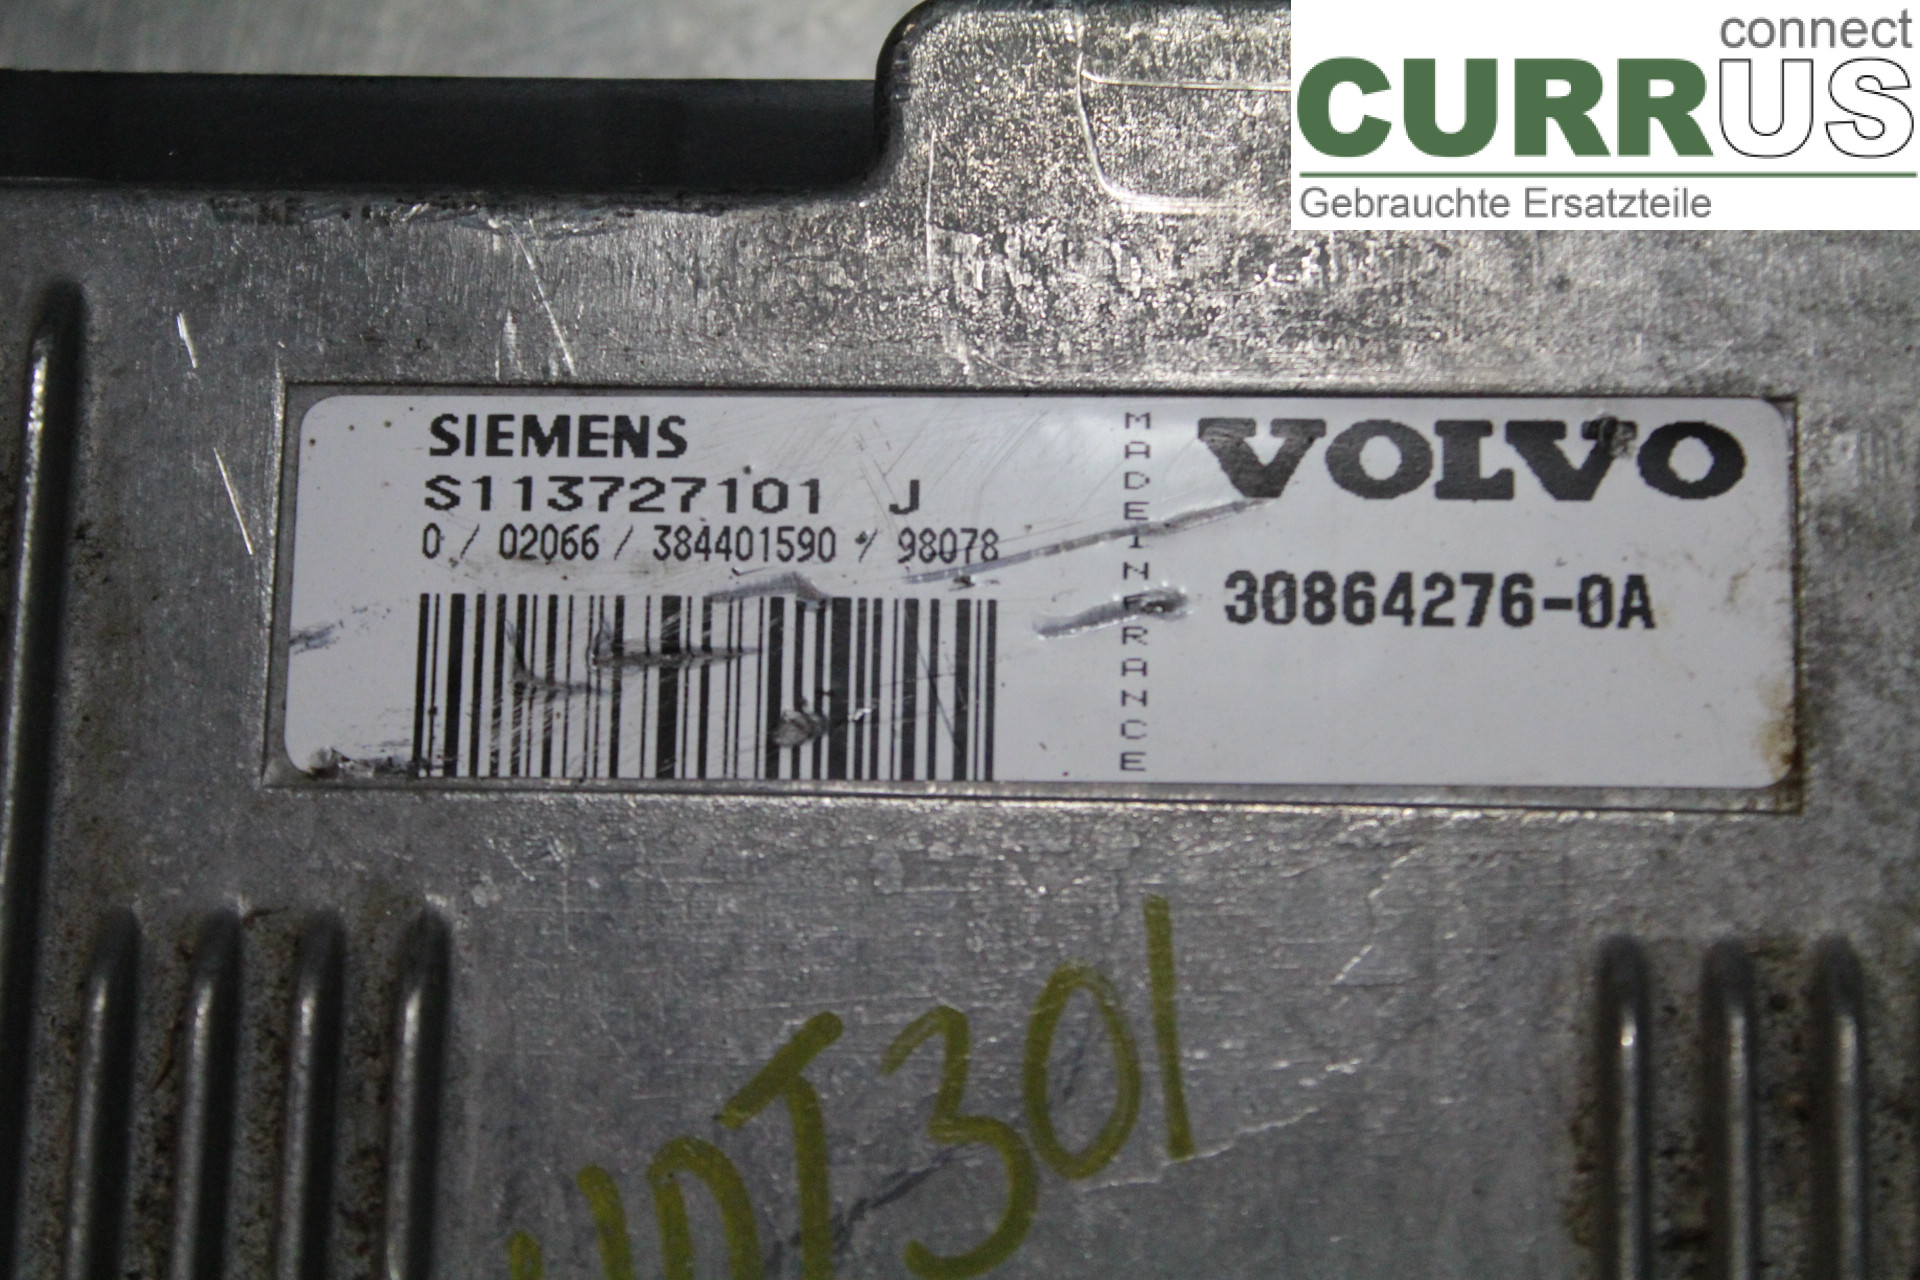 connect
CURRUS
Gebrauchte Ersatzteile
SIEMENS
S113727101 J
0 / 02066 / 384401590 / 98078
MADE IN FRANCE
VOLVO
30864276-0A